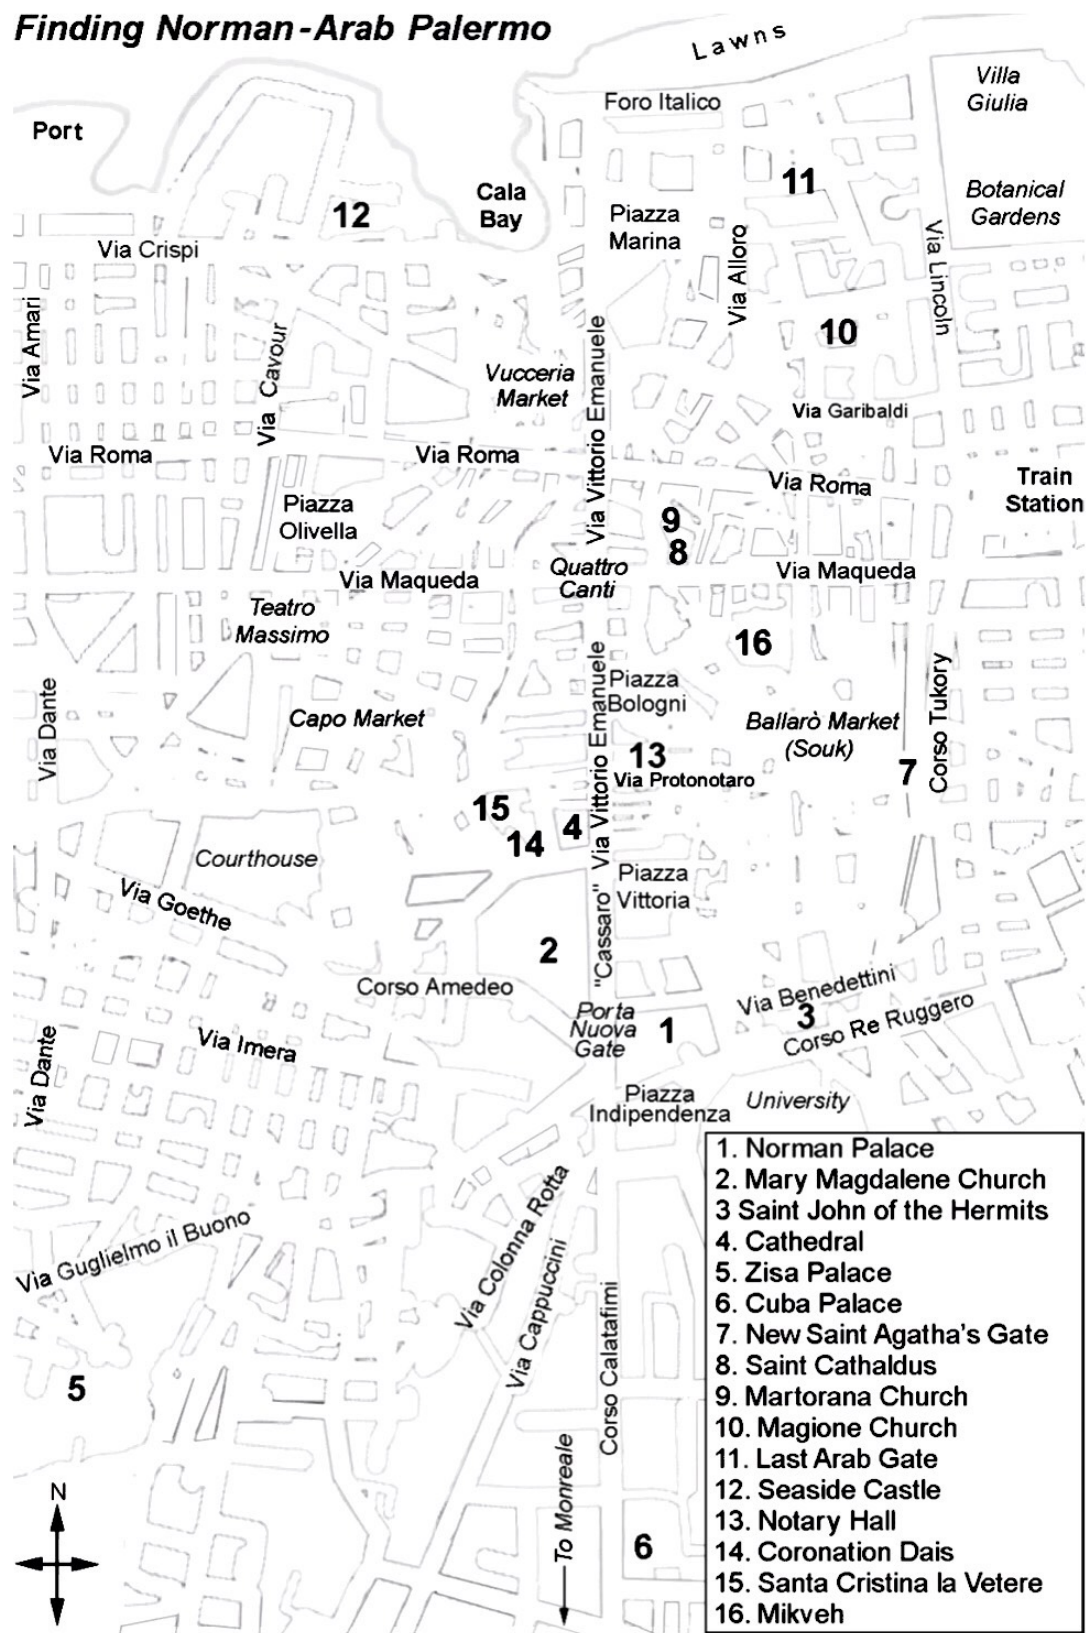 Finding Norman-Arab Palermo
Lawns
Villa
Giulia
Foro Italico
Port
11
Cala
Bay
Botanical
Gardens
12
Piazza
Marina
Via Crispi
Via Alloro
Via Lincoln
Via Amari
Via Cavour
10
Vucceria
Market
Via Vittorio Emanuele
Via Garibaldi
Via Roma
Via Roma
Via Roma
Train
Station
Piazza
Olivella
9
8
Quattro
Canti
Via Maqueda
Via Maqueda
Teatro
Massimo
16
Via Dante
Piazza
Bologni
Capo Market
Ballarò Market
(Souk)
Corso Tukory
13
7
Via Protonotaro
15
4
14
"Cassaro" Via Vittorio Emanuele
Courthouse
Piazza
Vittoria
Via Goethe
2
Corso Amedeo
Via Benedettini
Porta
Nuova
Gate
1
3
Corso Re Ruggero
Via Imera
Via Dante
Piazza
Indipendenza
University
Via Guglielmo il Buono
Via Colonna Rotta
Via Cappuccini
Corso Calatafimi
5
To Monreale
6
N
1. Norman Palace
2. Mary Magdalene Church
3 Saint John of the Hermits
4. Cathedral
5. Zisa Palace
6. Cuba Palace
7. New Saint Agatha's Gate
8. Saint Cathaldus
9. Martorana Church
10. Magione Church
11. Last Arab Gate
12. Seaside Castle
13. Notary Hall
14. Coronation Dais
15. Santa Cristina la Vetere
16. Mikveh